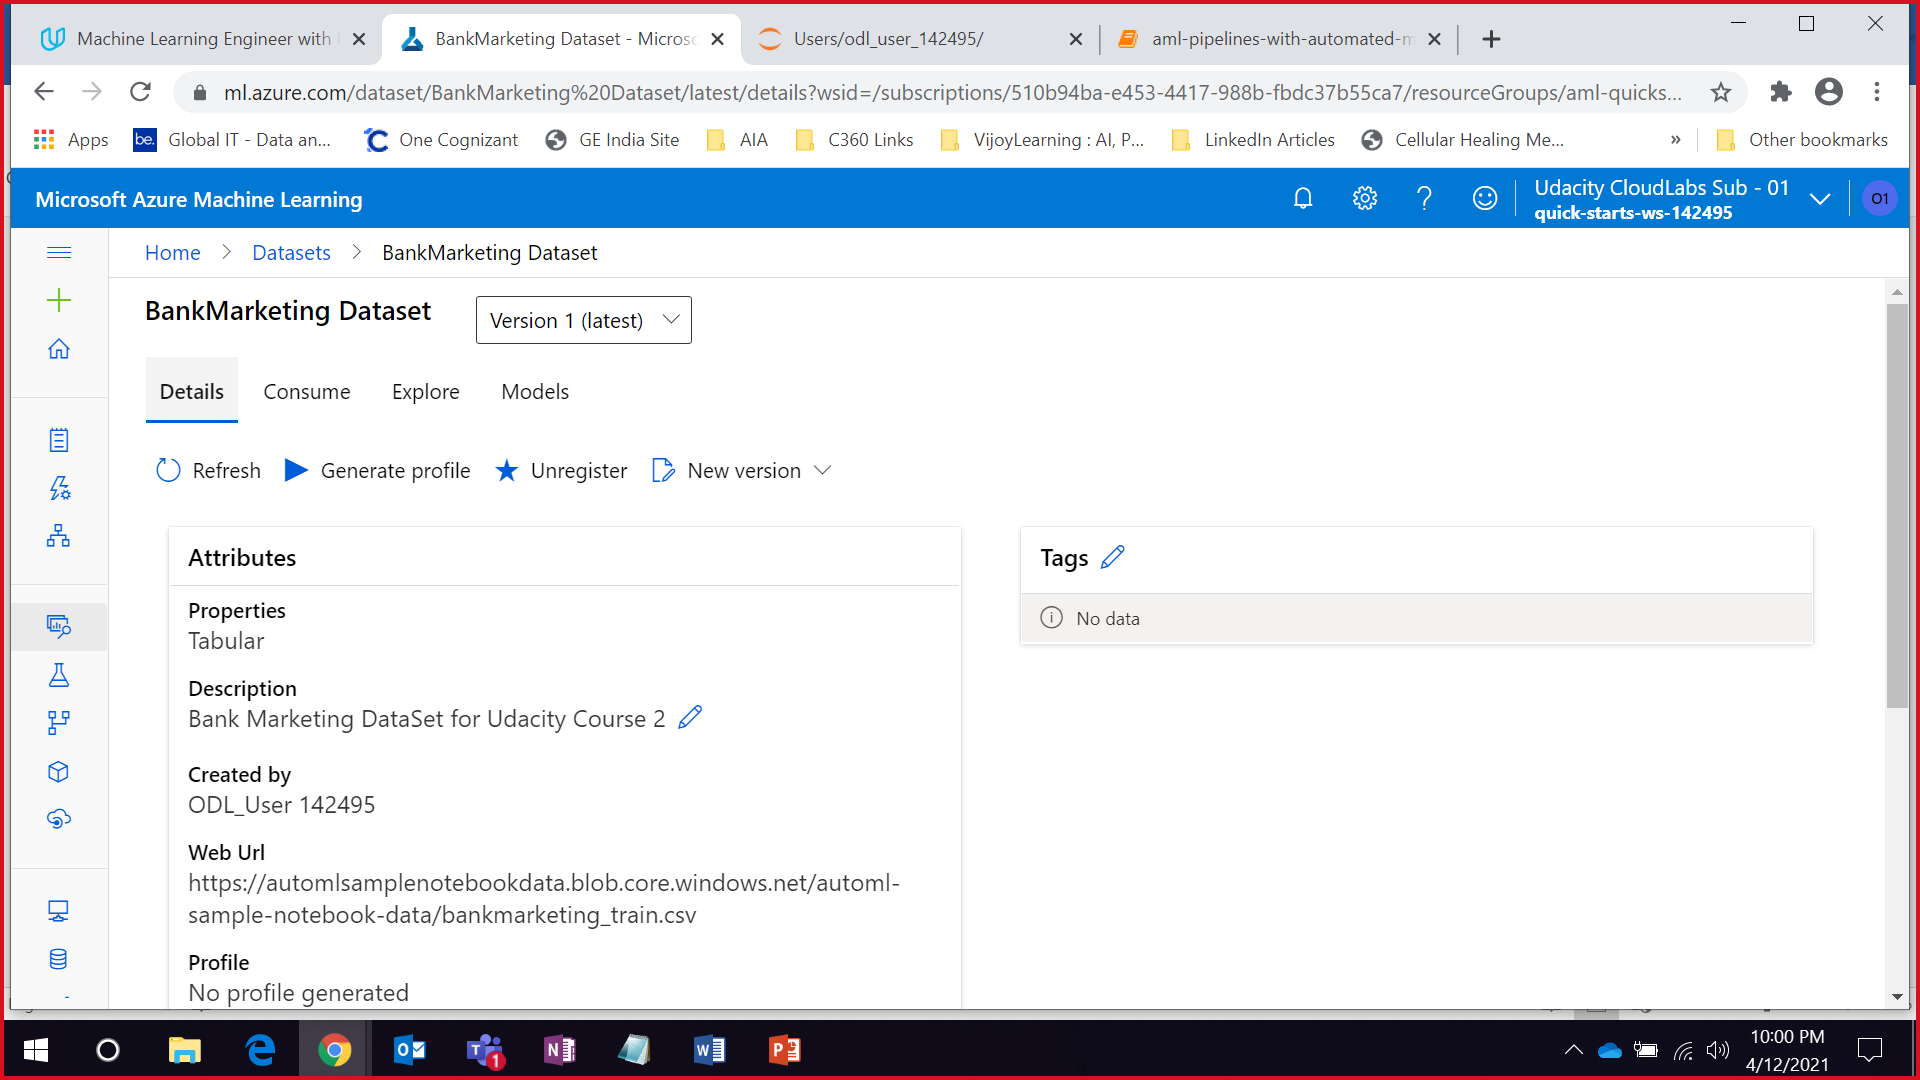 Machine Learning Engineer with
BankMarketing Dataset - Micros
Users/odl_user_142495/
aml-pipelines-with-automated-m
ml.azure.com/dataset/BankMarketing%20Dataset/latest/details?wsid=/subscriptions/510b94ba-e453-4417-988b-fbdc37b55ca7/resourceGroups/aml-quicks...
Apps
be.
Global IT - Data an...
One Cognizant
GE India Site
AIA
C360 Links
VijoyLearning : AI, P...
LinkedIn Articles
Cellular Healing Me...
»
Other bookmarks
Microsoft Azure Machine Learning
Udacity CloudLabs Sub - 01
quick-starts-ws-142495
O1
Home > Datasets > BankMarketing Dataset
BankMarketing Dataset
Version 1 (latest)
Details
Consume
Explore
Models
Refresh
Generate profile
Unregister
New version
Attributes
Properties
Tabular
Description
Bank Marketing DataSet for Udacity Course 2
Created by
ODL_User 142495
Web Url
https://automlsamplenotebookdata.blob.core.windows.net/automl-
sample-notebook-data/bankmarketing_train.csv
Profile
No profile generated
Tags
No data
1
10:00 PM
4/12/2021